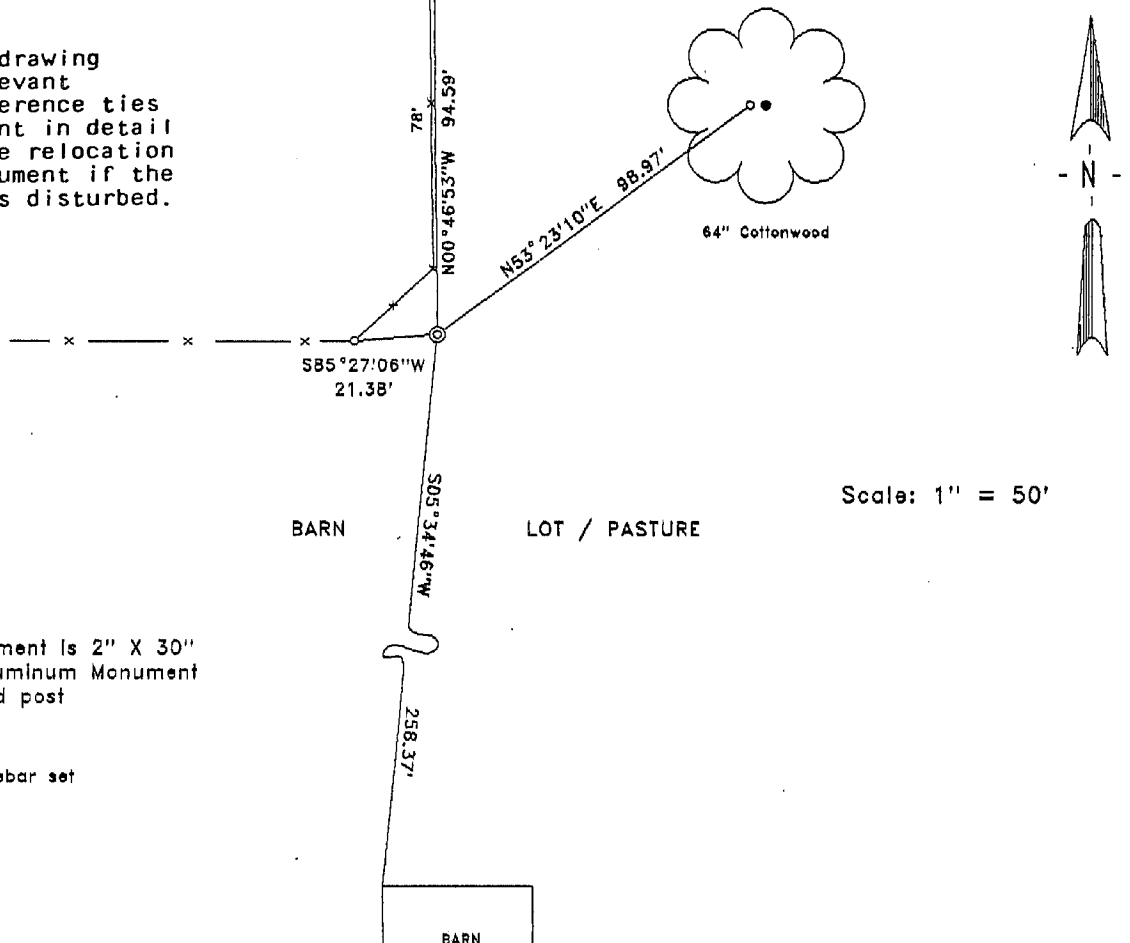 drawing
evant
erence ties
nt in detail
e relocation
ument if the
s disturbed.
78'
N00°46'53"W 94.59'
N53°23'10"E 98.97'
64" Cottonwood
- N -
S85°27'06"W
21.38'
Scale: 1" = 50'
S05°34'46"W
BARN LOT / PASTURE
ment is 2" X 30"
uminum Monument
d post
258.37'
ebar set
BARN